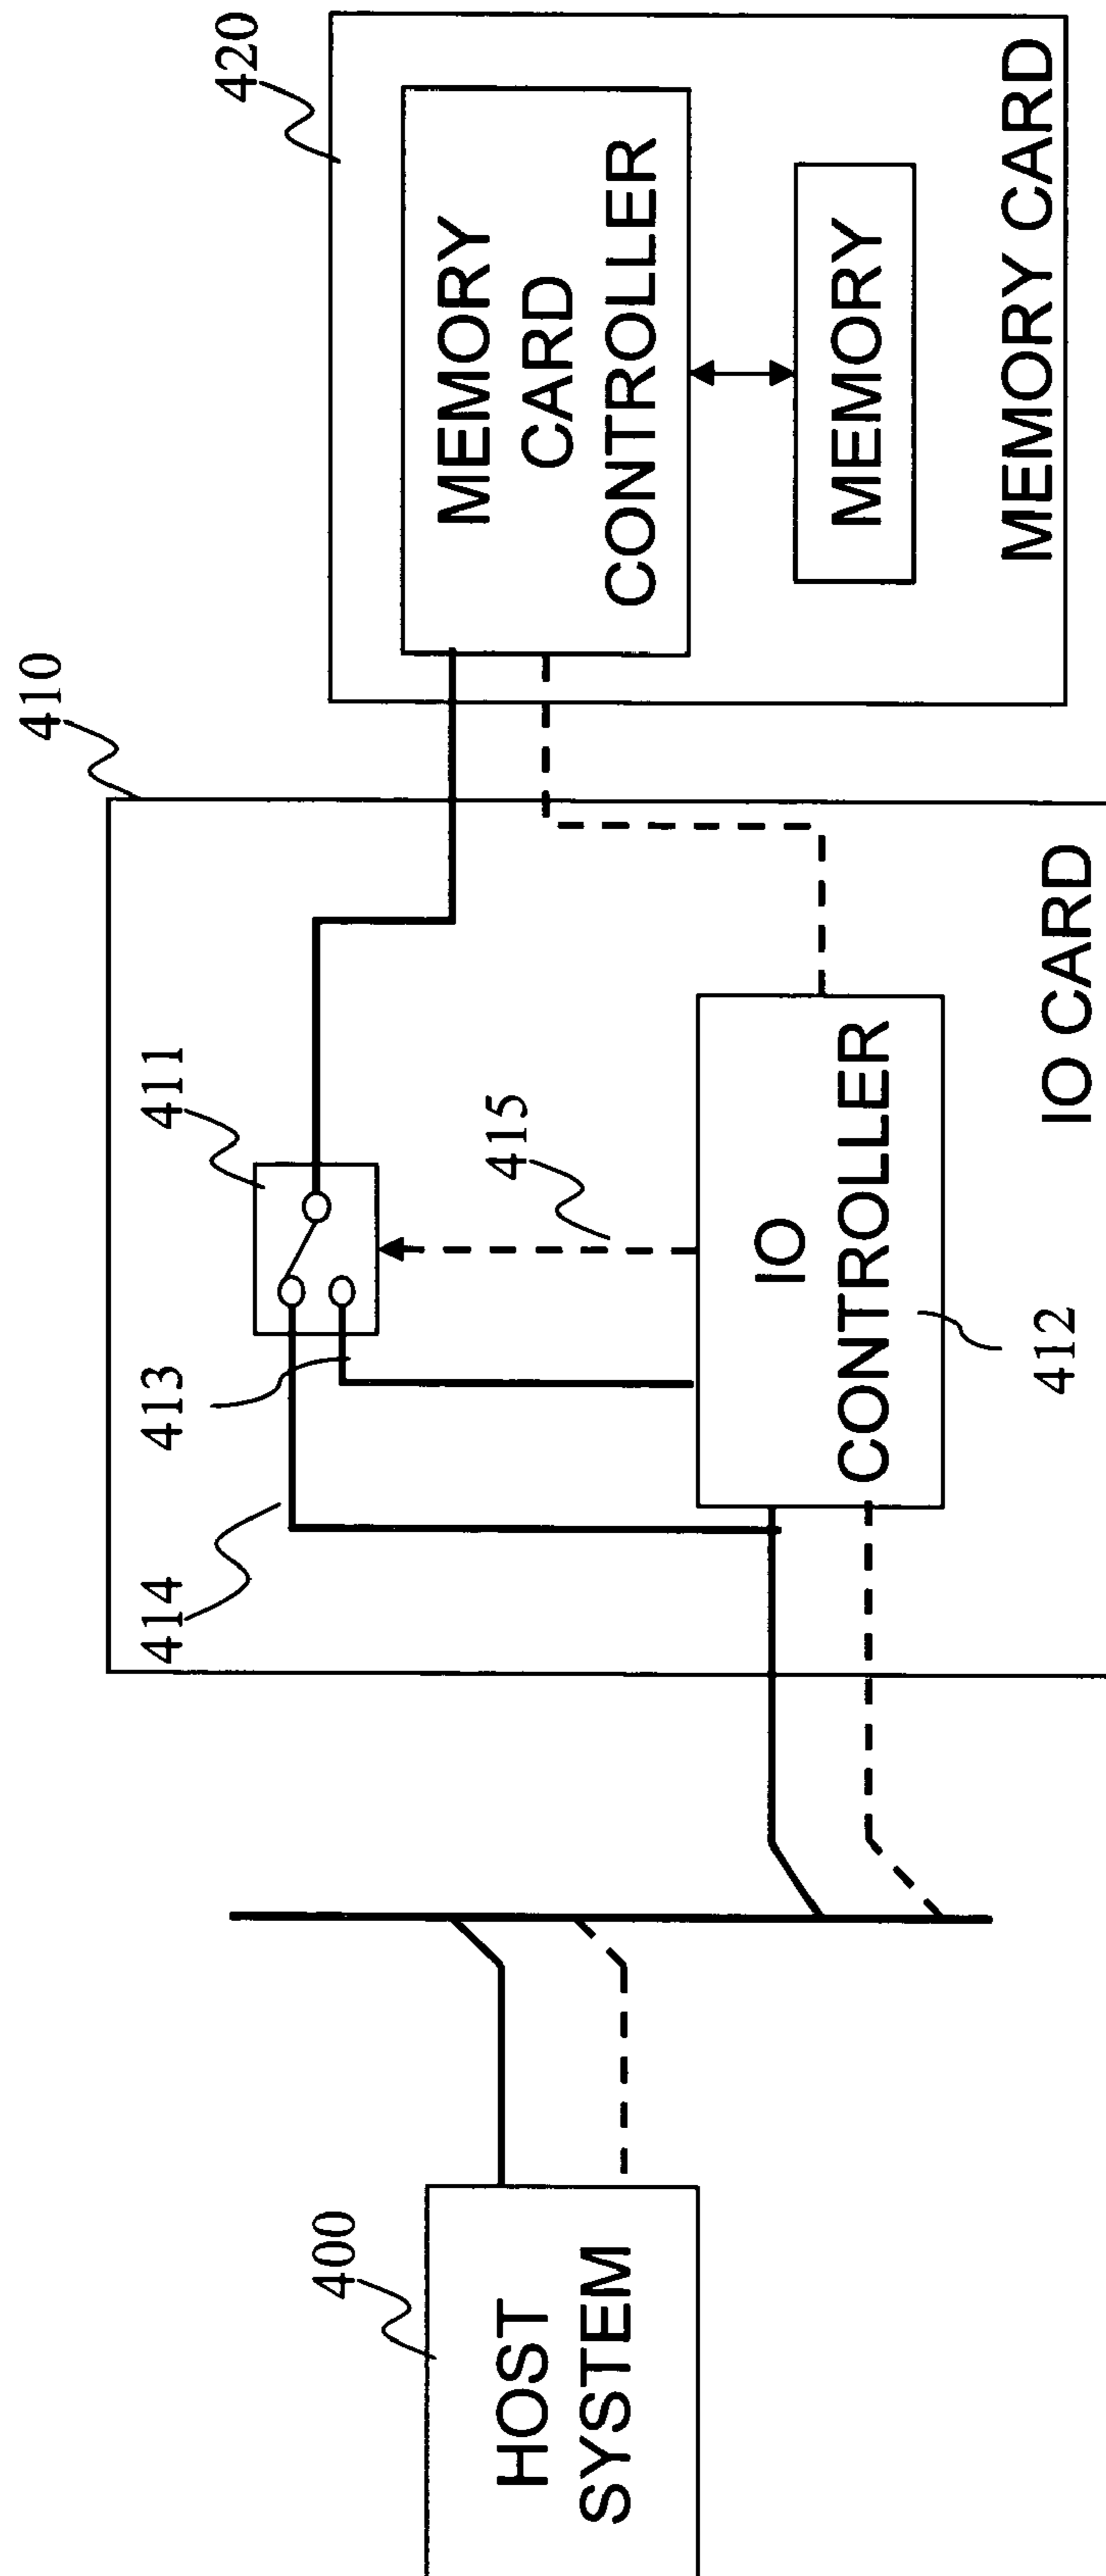 400
HOST
SYSTEM
410
414
413
411
415
IO
CONTROLLER
412
IO CARD
420
MEMORY
CARD
CONTROLLER
MEMORY
MEMORY CARD